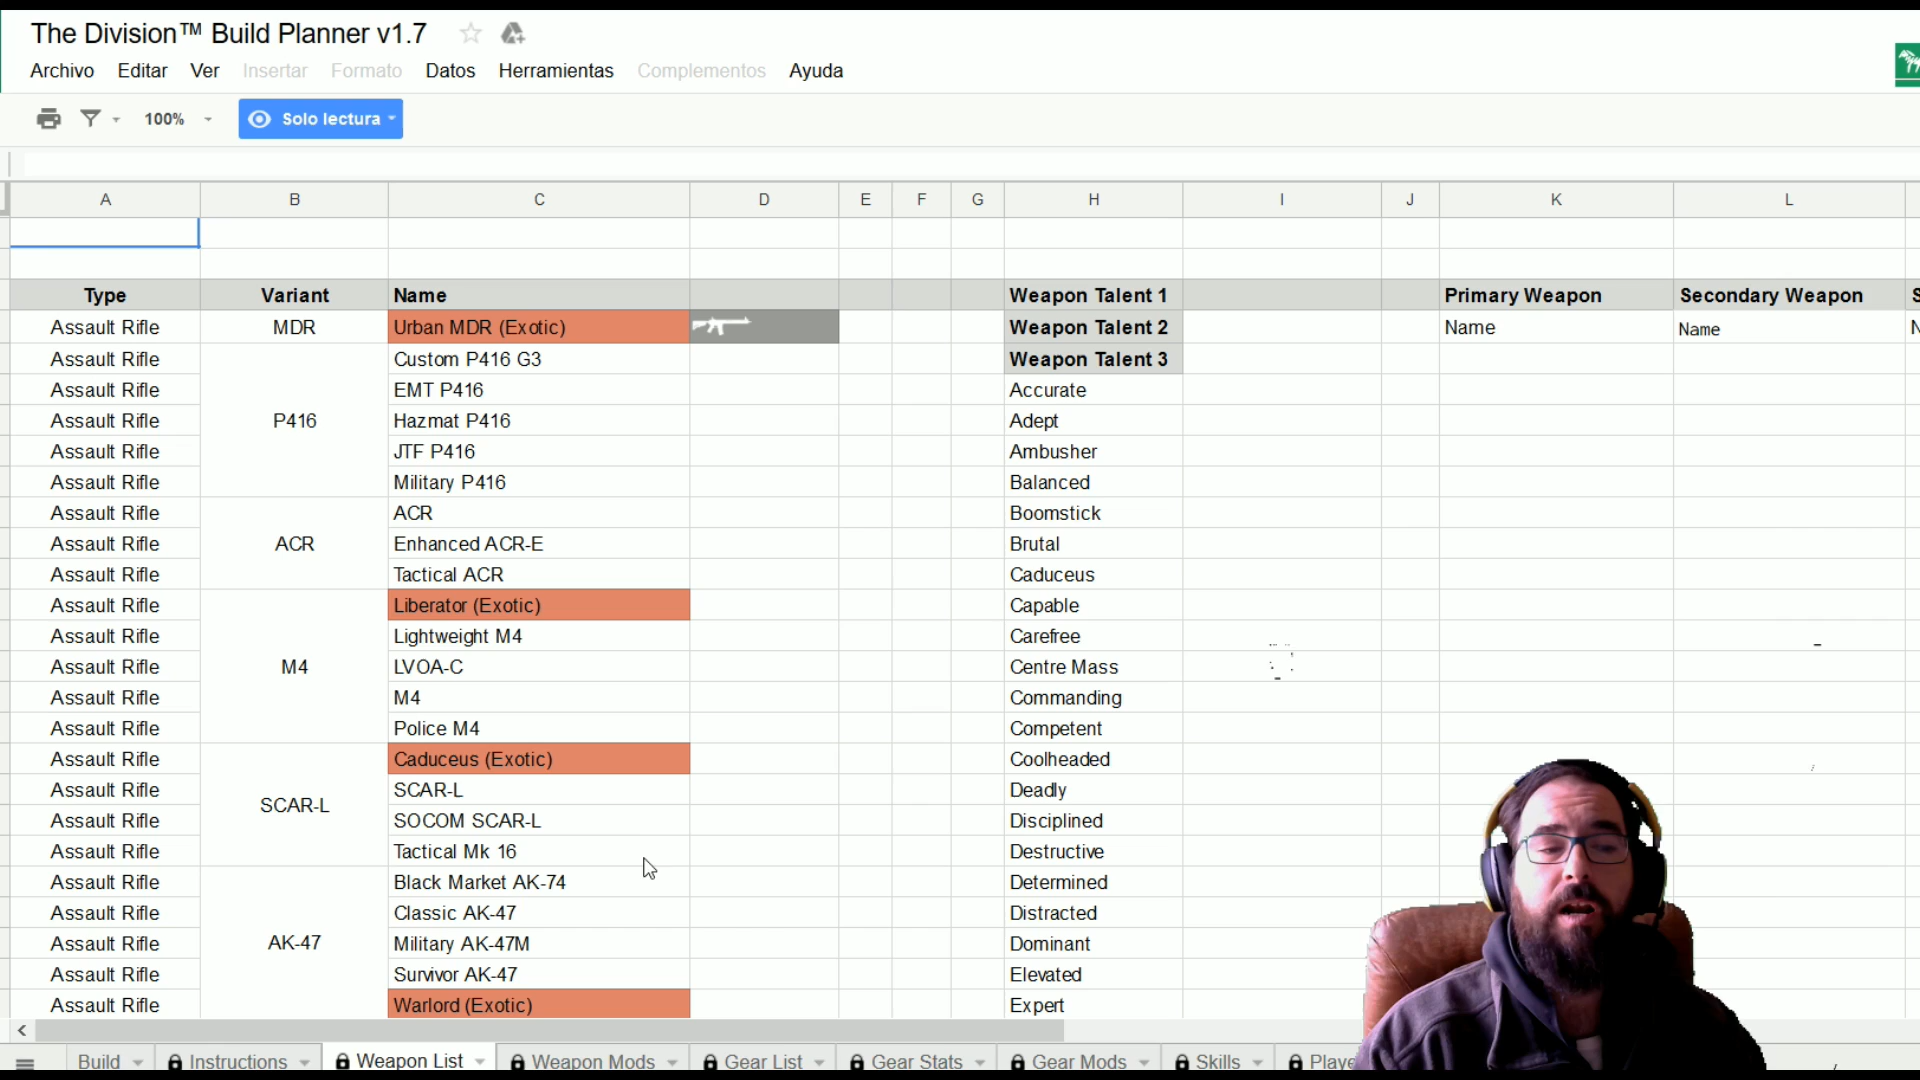 The Division™ Build Planner v1.7
Archivo Editar Ver Insertar Formato Datos Herramientas Complementos Ayuda
100% Solo lectura
A B C D E F G H I J K L
Type Variant Name Weapon Talent 1 Primary Weapon Secondary Weapon
Assault Rifle MDR Urban MDR (Exotic) Weapon Talent 2 Name Name
Assault Rifle Custom P416 G3 Weapon Talent 3
Assault Rifle EMT P416 Accurate
Assault Rifle P416 Hazmat P416 Adept
Assault Rifle JTF P416 Ambusher
Assault Rifle Military P416 Balanced
Assault Rifle ACR Boomstick
Assault Rifle ACR Enhanced ACR-E Brutal
Assault Rifle Tactical ACR Caduceus
Assault Rifle Liberator (Exotic) Capable
Assault Rifle Lightweight M4 Carefree
Assault Rifle M4 LVOA-C Centre Mass
Assault Rifle M4 Commanding
Assault Rifle Police M4 Competent
Assault Rifle Caduceus (Exotic) Coolheaded
Assault Rifle SCAR-L SCAR-L Deadly
Assault Rifle SOCOM SCAR-L Disciplined
Assault Rifle Tactical Mk 16 Destructive
Assault Rifle Black Market AK-74 Determined
Assault Rifle Classic AK-47 Distracted
Assault Rifle AK-47 Military AK-47M Dominant
Assault Rifle Survivor AK-47 Elevated
Assault Rifle Warlord (Exotic) Expert
Build Instructions Weapon List Weapon Mods Gear List Gear Stats Gear Mods Skills